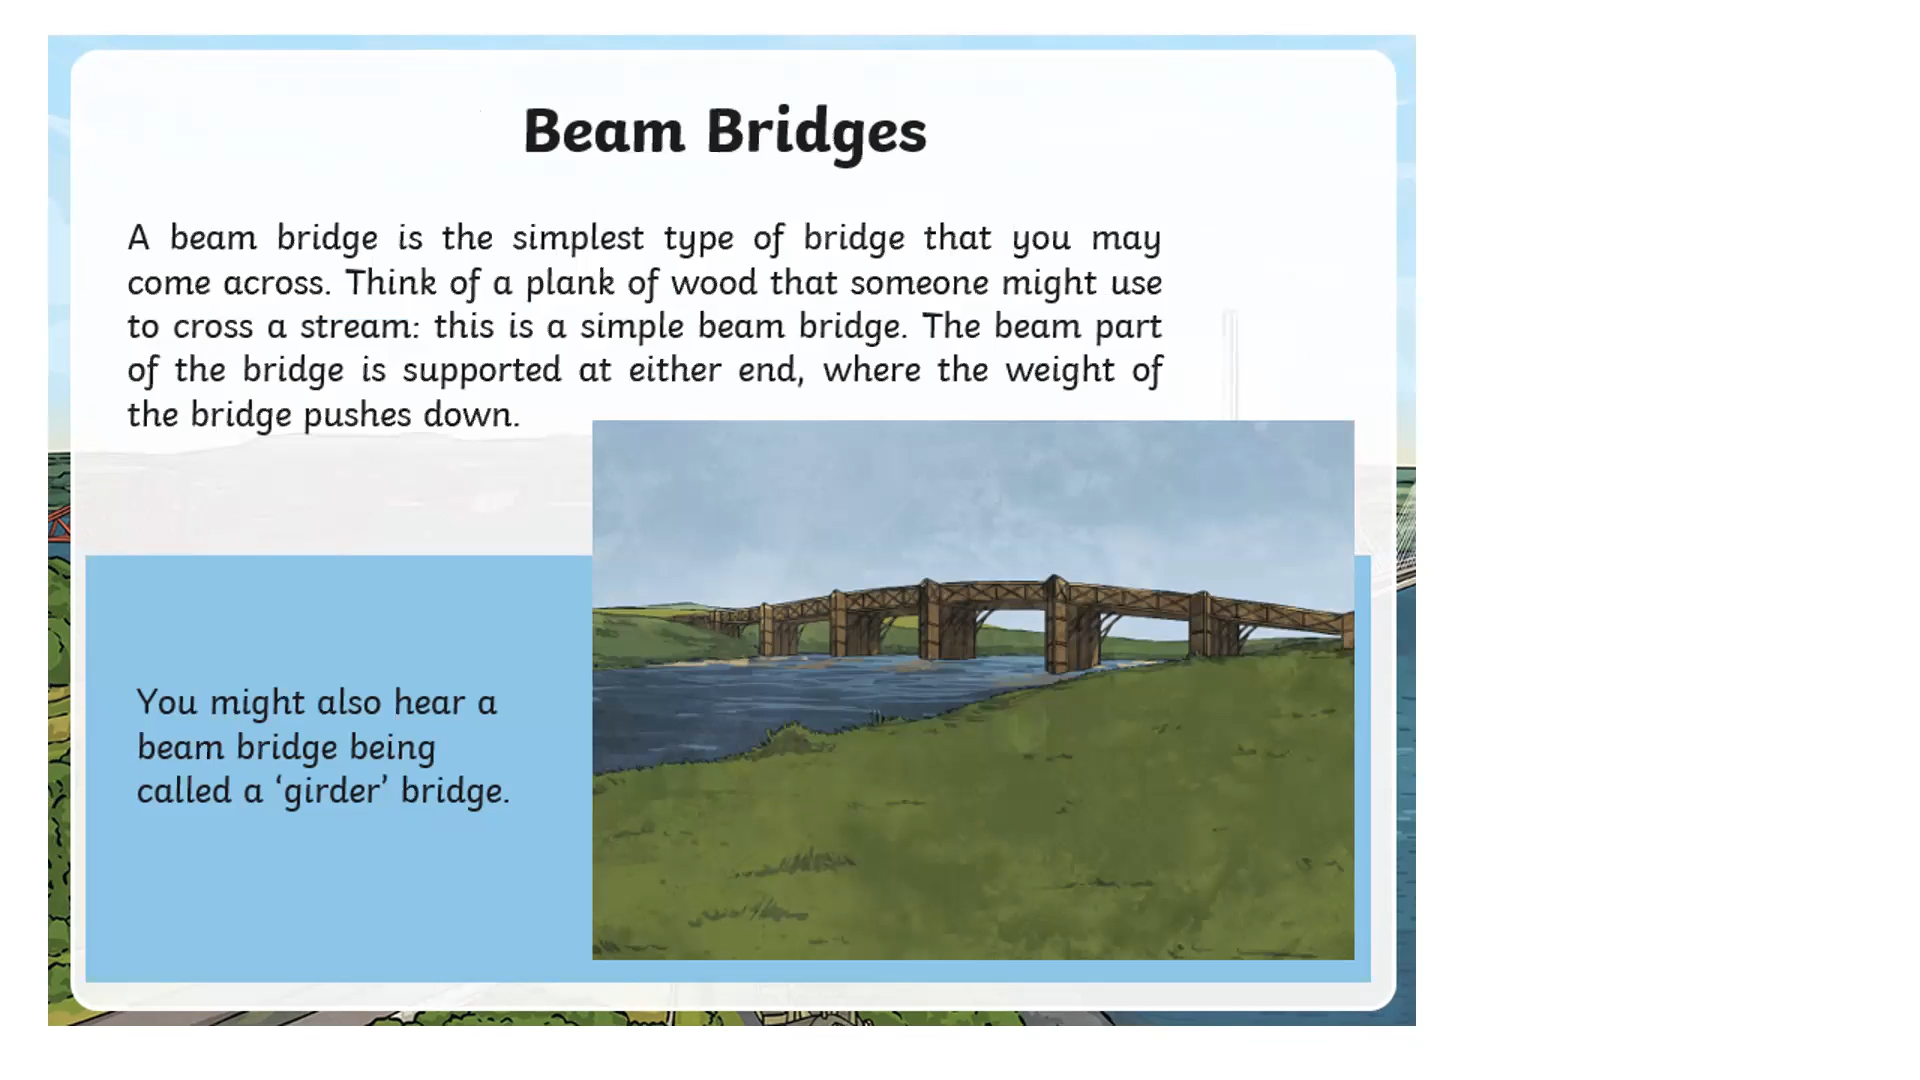 Beam Bridges
A beam bridge is the simplest type of bridge that you may
come across. Think of a plank of wood that someone might use
to cross a stream: this is a simple beam bridge. The beam part
of the bridge is supported at either end, where the weight of
the bridge pushes down.
You might also hear a
beam bridge being
called a ‘girder’ bridge.